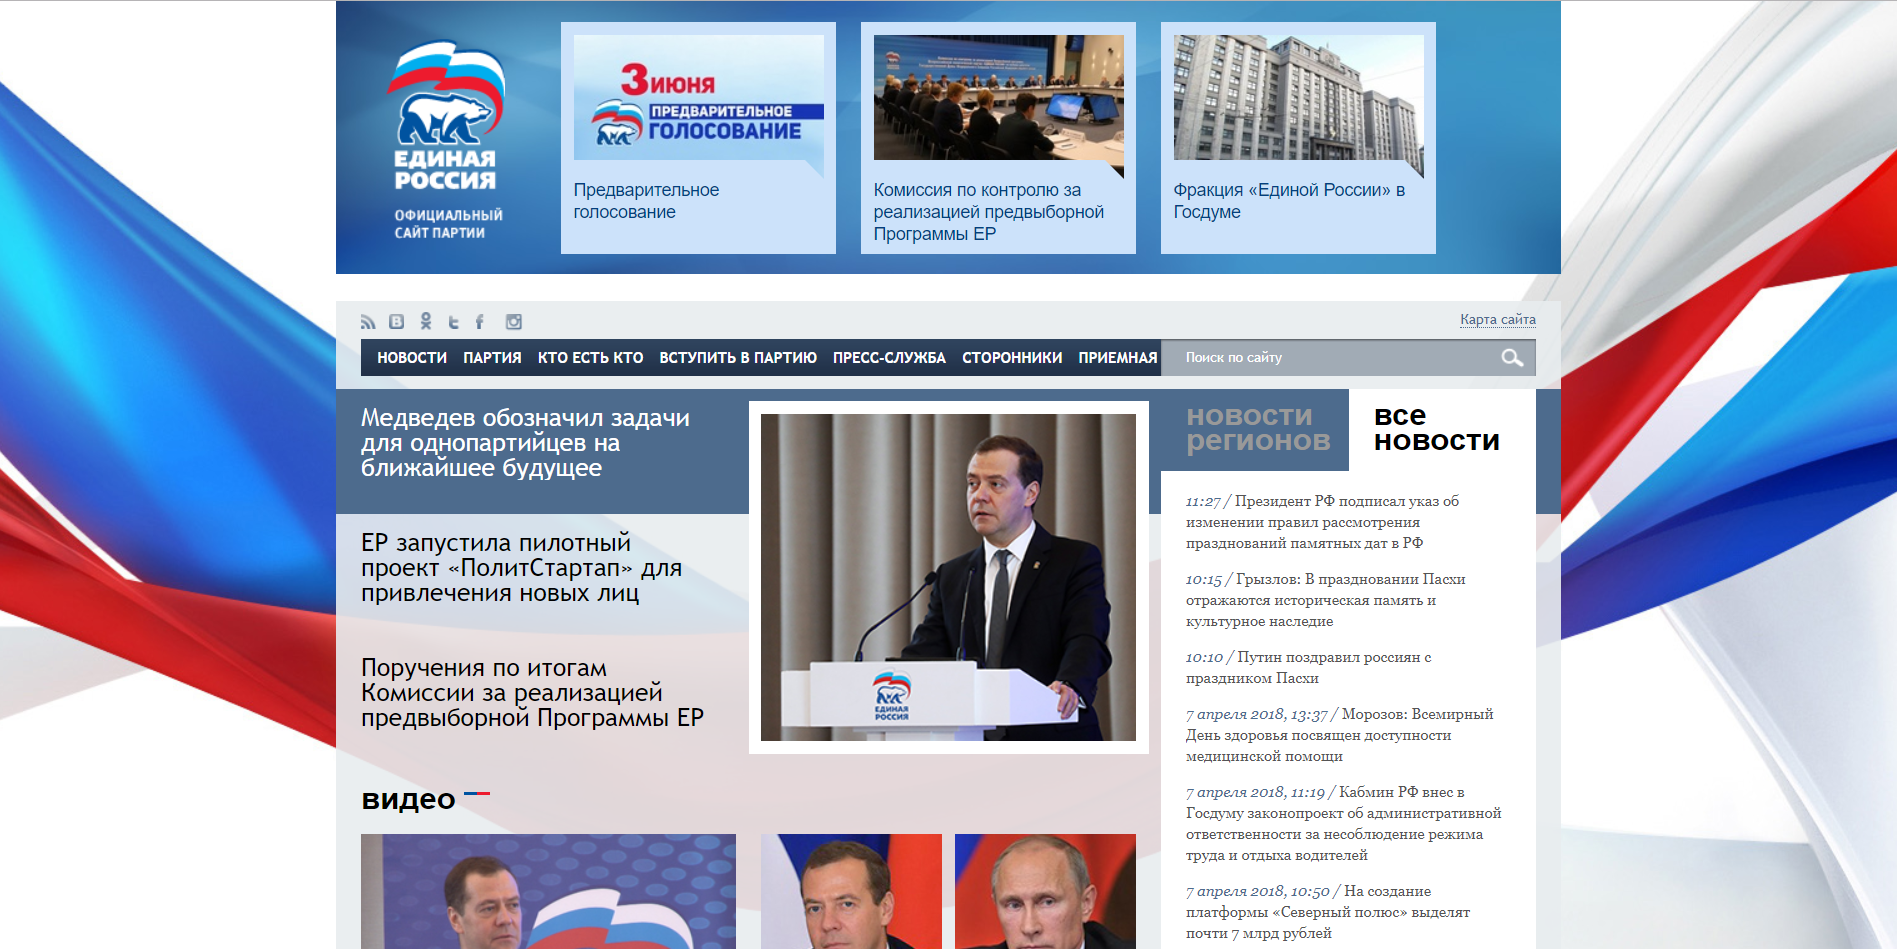 ЕДИНАЯ
РОССИЯ
ОФИЦИАЛЬНЫЙ
САЙТ ПАРТИИ
3 ИЮНЯ
ПРЕДВАРИТЕЛЬНОЕ
ГОЛОСОВАНИЕ
Предварительное
голосование
Комиссия по контролю за
реализацией предвыборной
Программы ЕР
Фракция «Единой России» в
Госдуме
Карта сайта
НОВОСТИ ПАРТИЯ КТО ЕСТЬ КТО ВСТУПИТЬ В ПАРТИЮ ПРЕСС-СЛУЖБА СТОРОННИКИ ПРИЕМНАЯ Поиск по сайту
Медведев обозначил задачи
для однопартийцев на
ближайшее будущее
ЕР запустила пилотный
проект «ПолитСтартап» для
привлечения новых лиц
Поручения по итогам
Комиссии за реализацией
предвыборной Программы ЕР
ЕДИНАЯ
РОССИЯ
видео
новости
регионов
все
новости
11:27 / Президент РФ подписал указ об
изменении правил рассмотрения
празднований памятных дат в РФ
10:15 / Грызлов: В праздновании Пасхи
отражаются историческая память и
культурное наследие
10:10 / Путин поздравил россиян с
праздником Пасхи
7 апреля 2018, 13:37 / Морозов: Всемирный
День здоровья посвящен доступности
медицинской помощи
7 апреля 2018, 11:19 / Кабмин РФ внес в
Госдуму законопроект об административной
ответственности за несоблюдение режима
труда и отдыха водителей
7 апреля 2018, 10:50 / На создание
платформы «Северный полюс» выделят
почти 7 млрд рублей